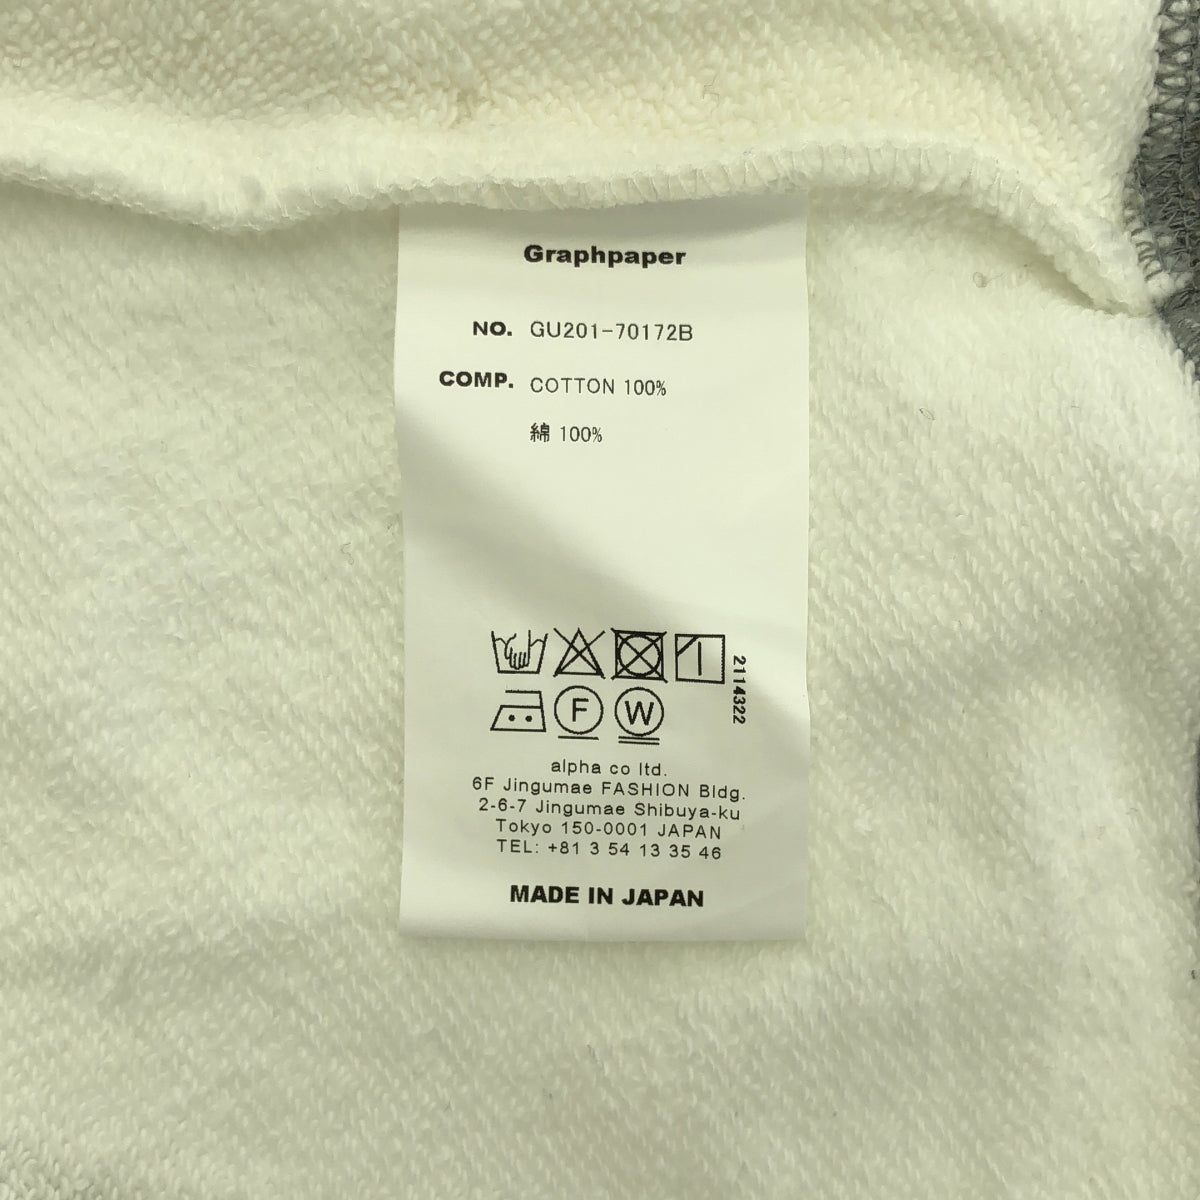 Graphpaper
NO. GU201-70172B
COMP. COTTON 100%
綿 100%
2114322
F W
alpha co ltd.
6F Jingumae FASHION Bldg.
2-6-7 Jingumae Shibuya-ku
Tokyo 150-0001 JAPAN
TEL: +81 3 54 13 35 46
MADE IN JAPAN